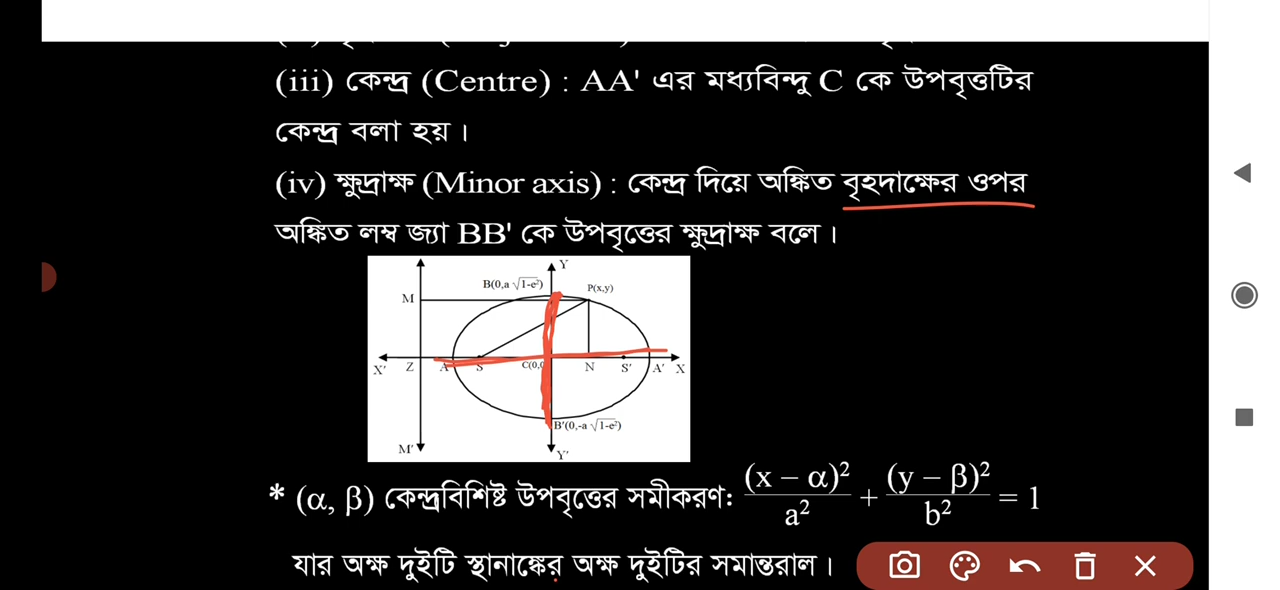 (iii) কেন্দ্র (Centre) : AA' এর মধ্যবিন্দু C কে উপবৃত্তটির
কেন্দ্র বলা হয় ।
(iv) ক্ষুদ্রাক্ষ (Minor axis) : কেন্দ্র দিয়ে অঙ্কিত বৃহদাক্ষের ওপর
অঙ্কিত লম্ব জ্যা BB' কে উপবৃত্তের ক্ষুদ্রাক্ষ বলে ।
Y
B(0,a √1-e²)
P(x,y)
M
X' Z A S C(0,0 N S' A' X
B'(0,-a √1-e²)
M'
Y'
* (α, β) কেন্দ্রবিশিষ্ট উপবৃত্তের সমীকরণ: (x – α)²/a² + (y – β)²/b² = 1
যার অক্ষ দুইটি স্থানাঙ্কের অক্ষ দুইটির সমান্তরাল ।